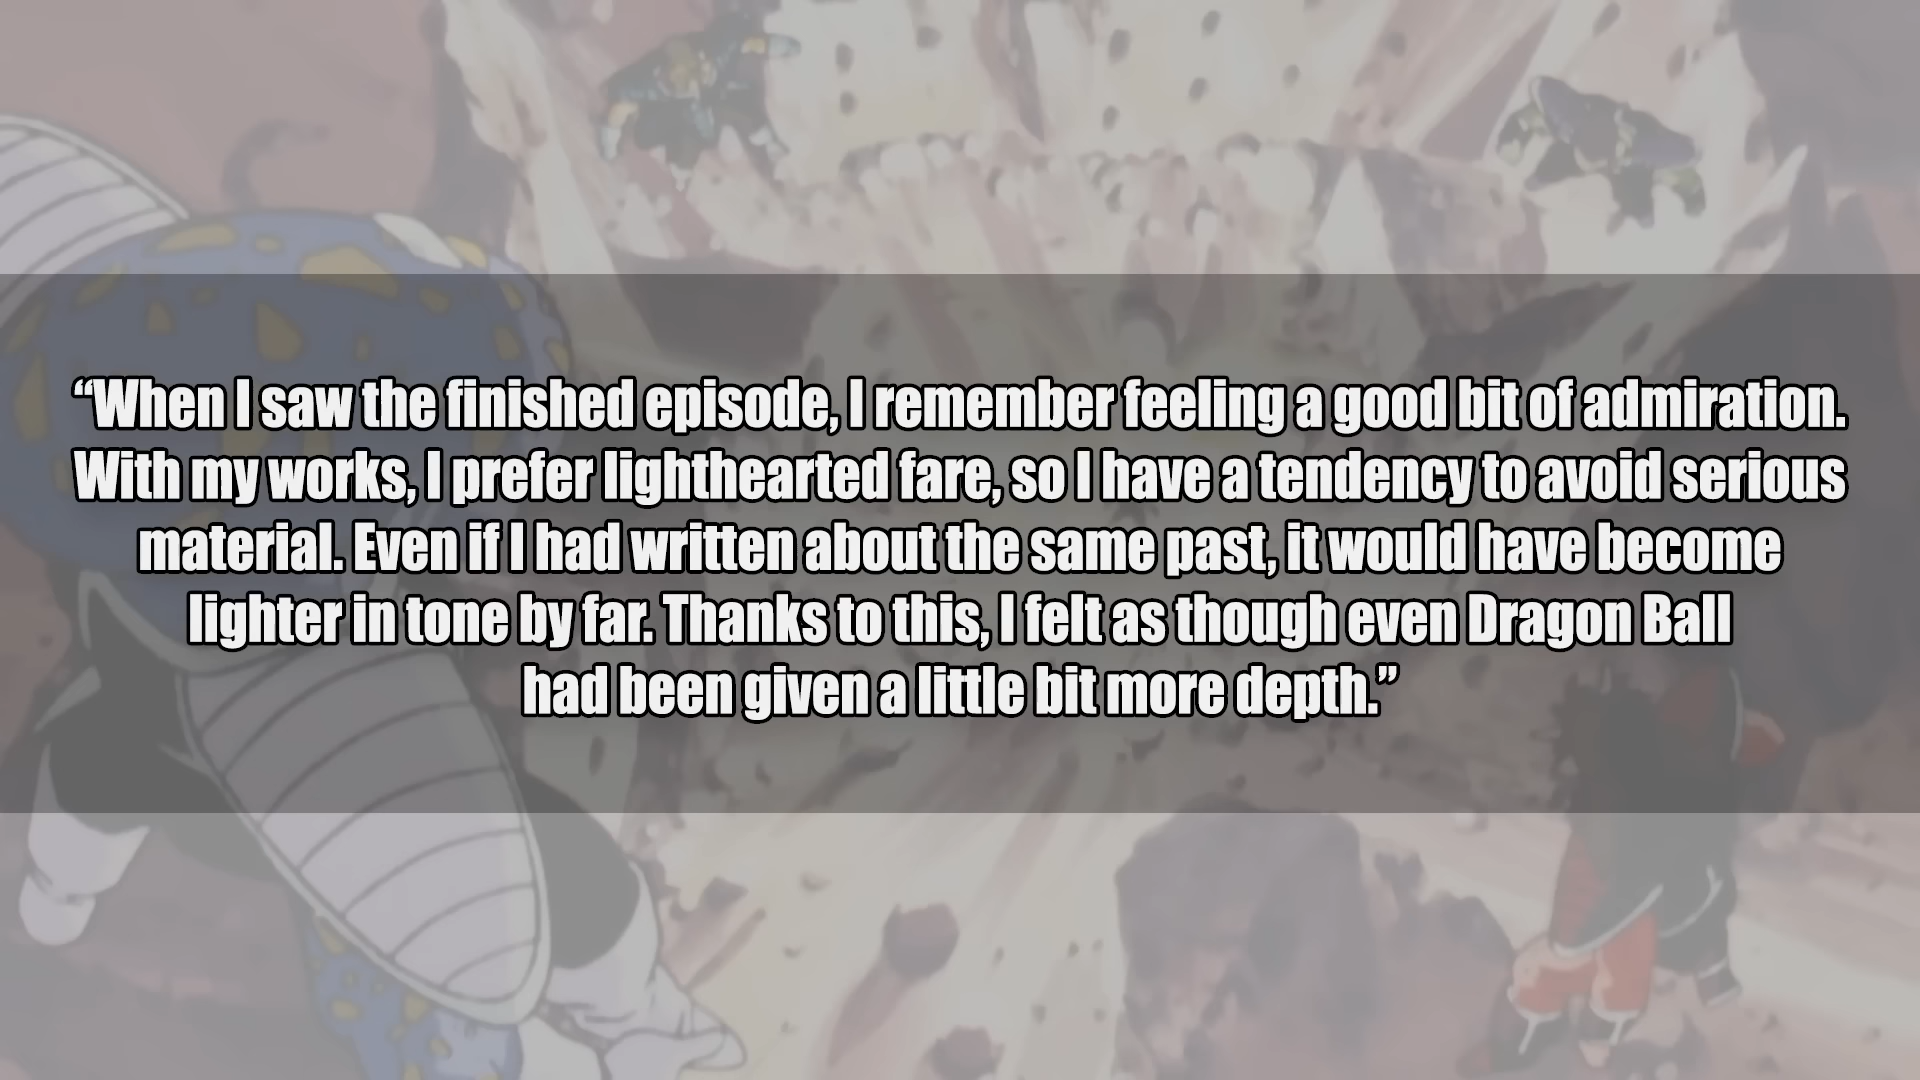 “When I saw the finished episode, I remember feeling a good bit of admiration.
With my works, I prefer lighthearted fare, so I have a tendency to avoid serious
material. Even if I had written about the same past, it would have become
lighter in tone by far. Thanks to this, I felt as though even Dragon Ball
had been given a little bit more depth.”